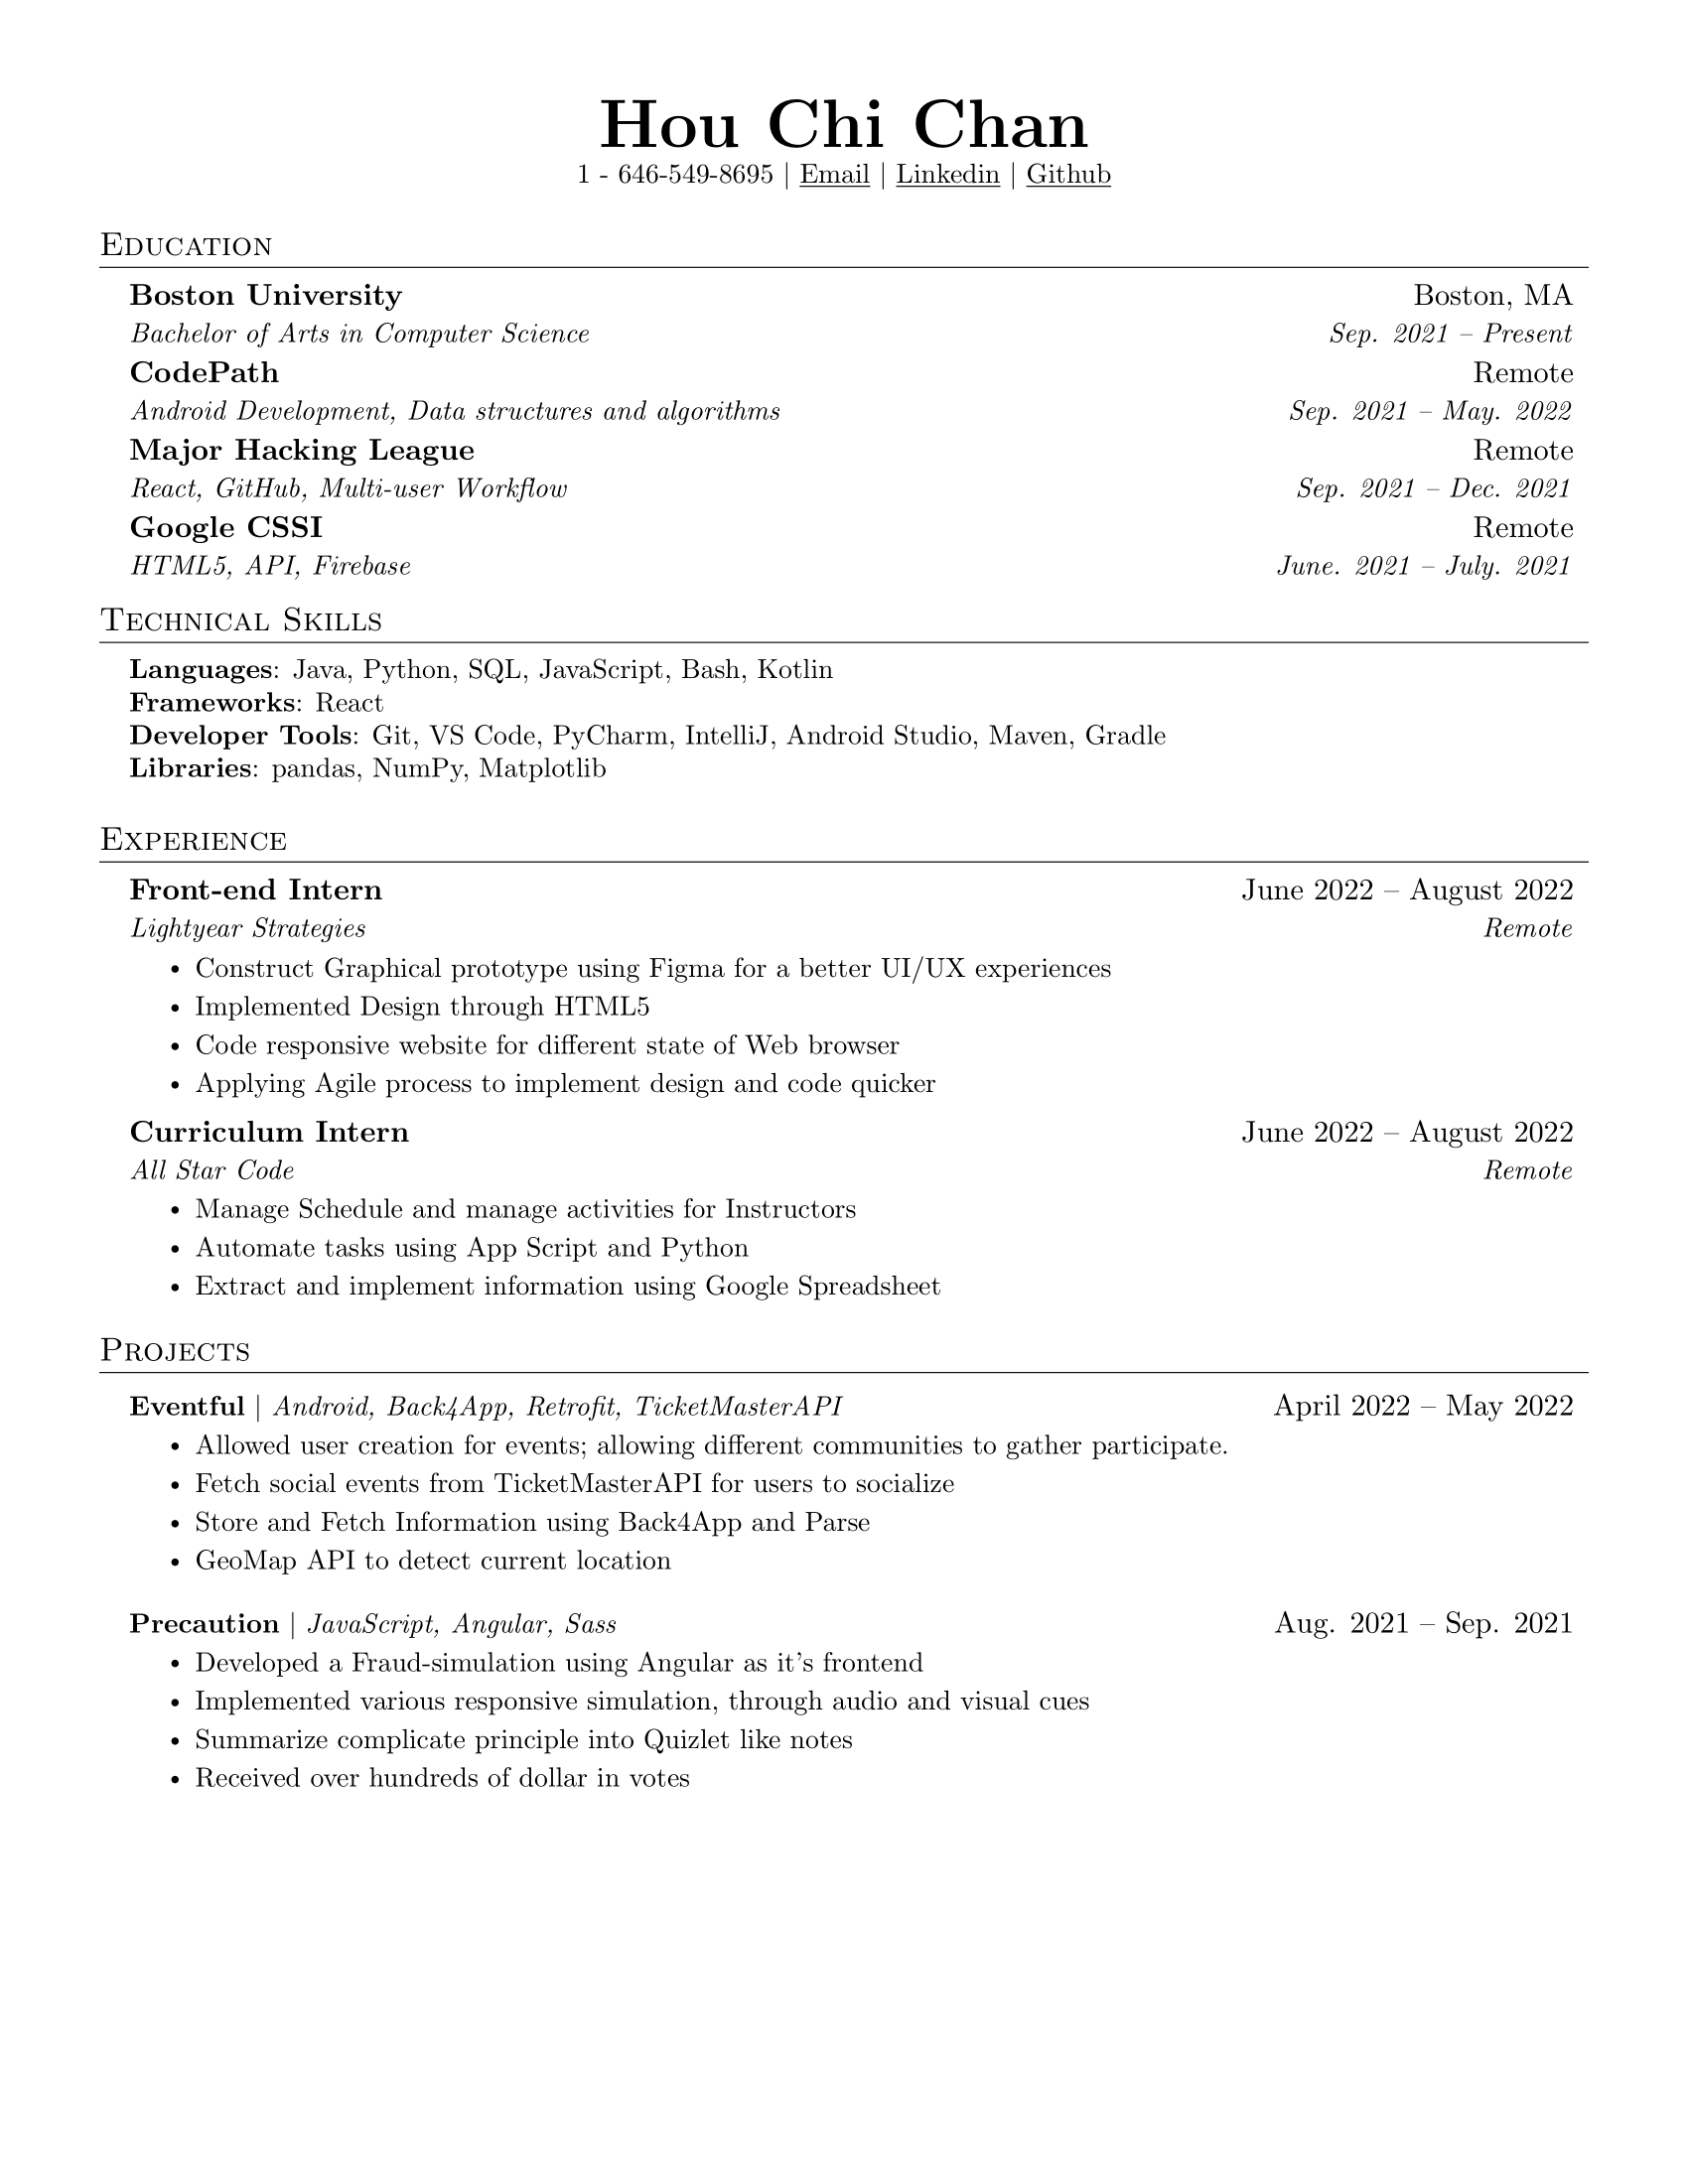 Hou Chi Chan
1 - 646-549-8695 | Email | Linkedin | Github
Education
Boston University Boston, MA
Bachelor of Arts in Computer Science Sep. 2021 – Present
CodePath Remote
Android Development, Data structures and algorithms Sep. 2021 – May. 2022
Major Hacking League Remote
React, GitHub, Multi-user Workflow Sep. 2021 – Dec. 2021
Google CSSI Remote
HTML5, API, Firebase June. 2021 – July. 2021
Technical Skills
Languages: Java, Python, SQL, JavaScript, Bash, Kotlin
Frameworks: React
Developer Tools: Git, VS Code, PyCharm, IntelliJ, Android Studio, Maven, Gradle
Libraries: pandas, NumPy, Matplotlib
Experience
Front-end Intern June 2022 – August 2022
Lightyear Strategies Remote
• Construct Graphical prototype using Figma for a better UI/UX experiences
• Implemented Design through HTML5
• Code responsive website for different state of Web browser
• Applying Agile process to implement design and code quicker
Curriculum Intern June 2022 – August 2022
All Star Code Remote
• Manage Schedule and manage activities for Instructors
• Automate tasks using App Script and Python
• Extract and implement information using Google Spreadsheet
Projects
Eventful | Android, Back4App, Retrofit, TicketMasterAPI April 2022 – May 2022
• Allowed user creation for events; allowing different communities to gather participate.
• Fetch social events from TicketMasterAPI for users to socialize
• Store and Fetch Information using Back4App and Parse
• GeoMap API to detect current location
Precaution | JavaScript, Angular, Sass Aug. 2021 – Sep. 2021
• Developed a Fraud-simulation using Angular as it's frontend
• Implemented various responsive simulation, through audio and visual cues
• Summarize complicate principle into Quizlet like notes
• Received over hundreds of dollar in votes